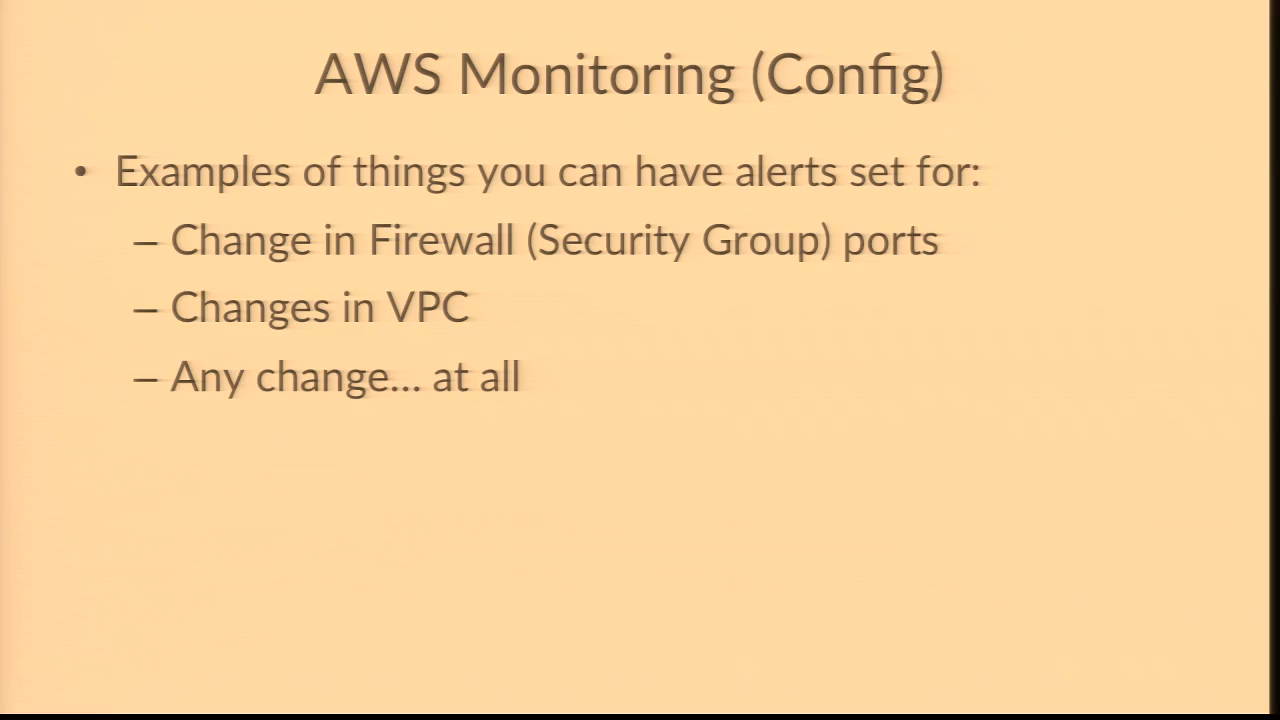 AWS Monitoring (Config)
• Examples of things you can have alerts set for:
– Change in Firewall (Security Group) ports
– Changes in VPC
– Any change... at all